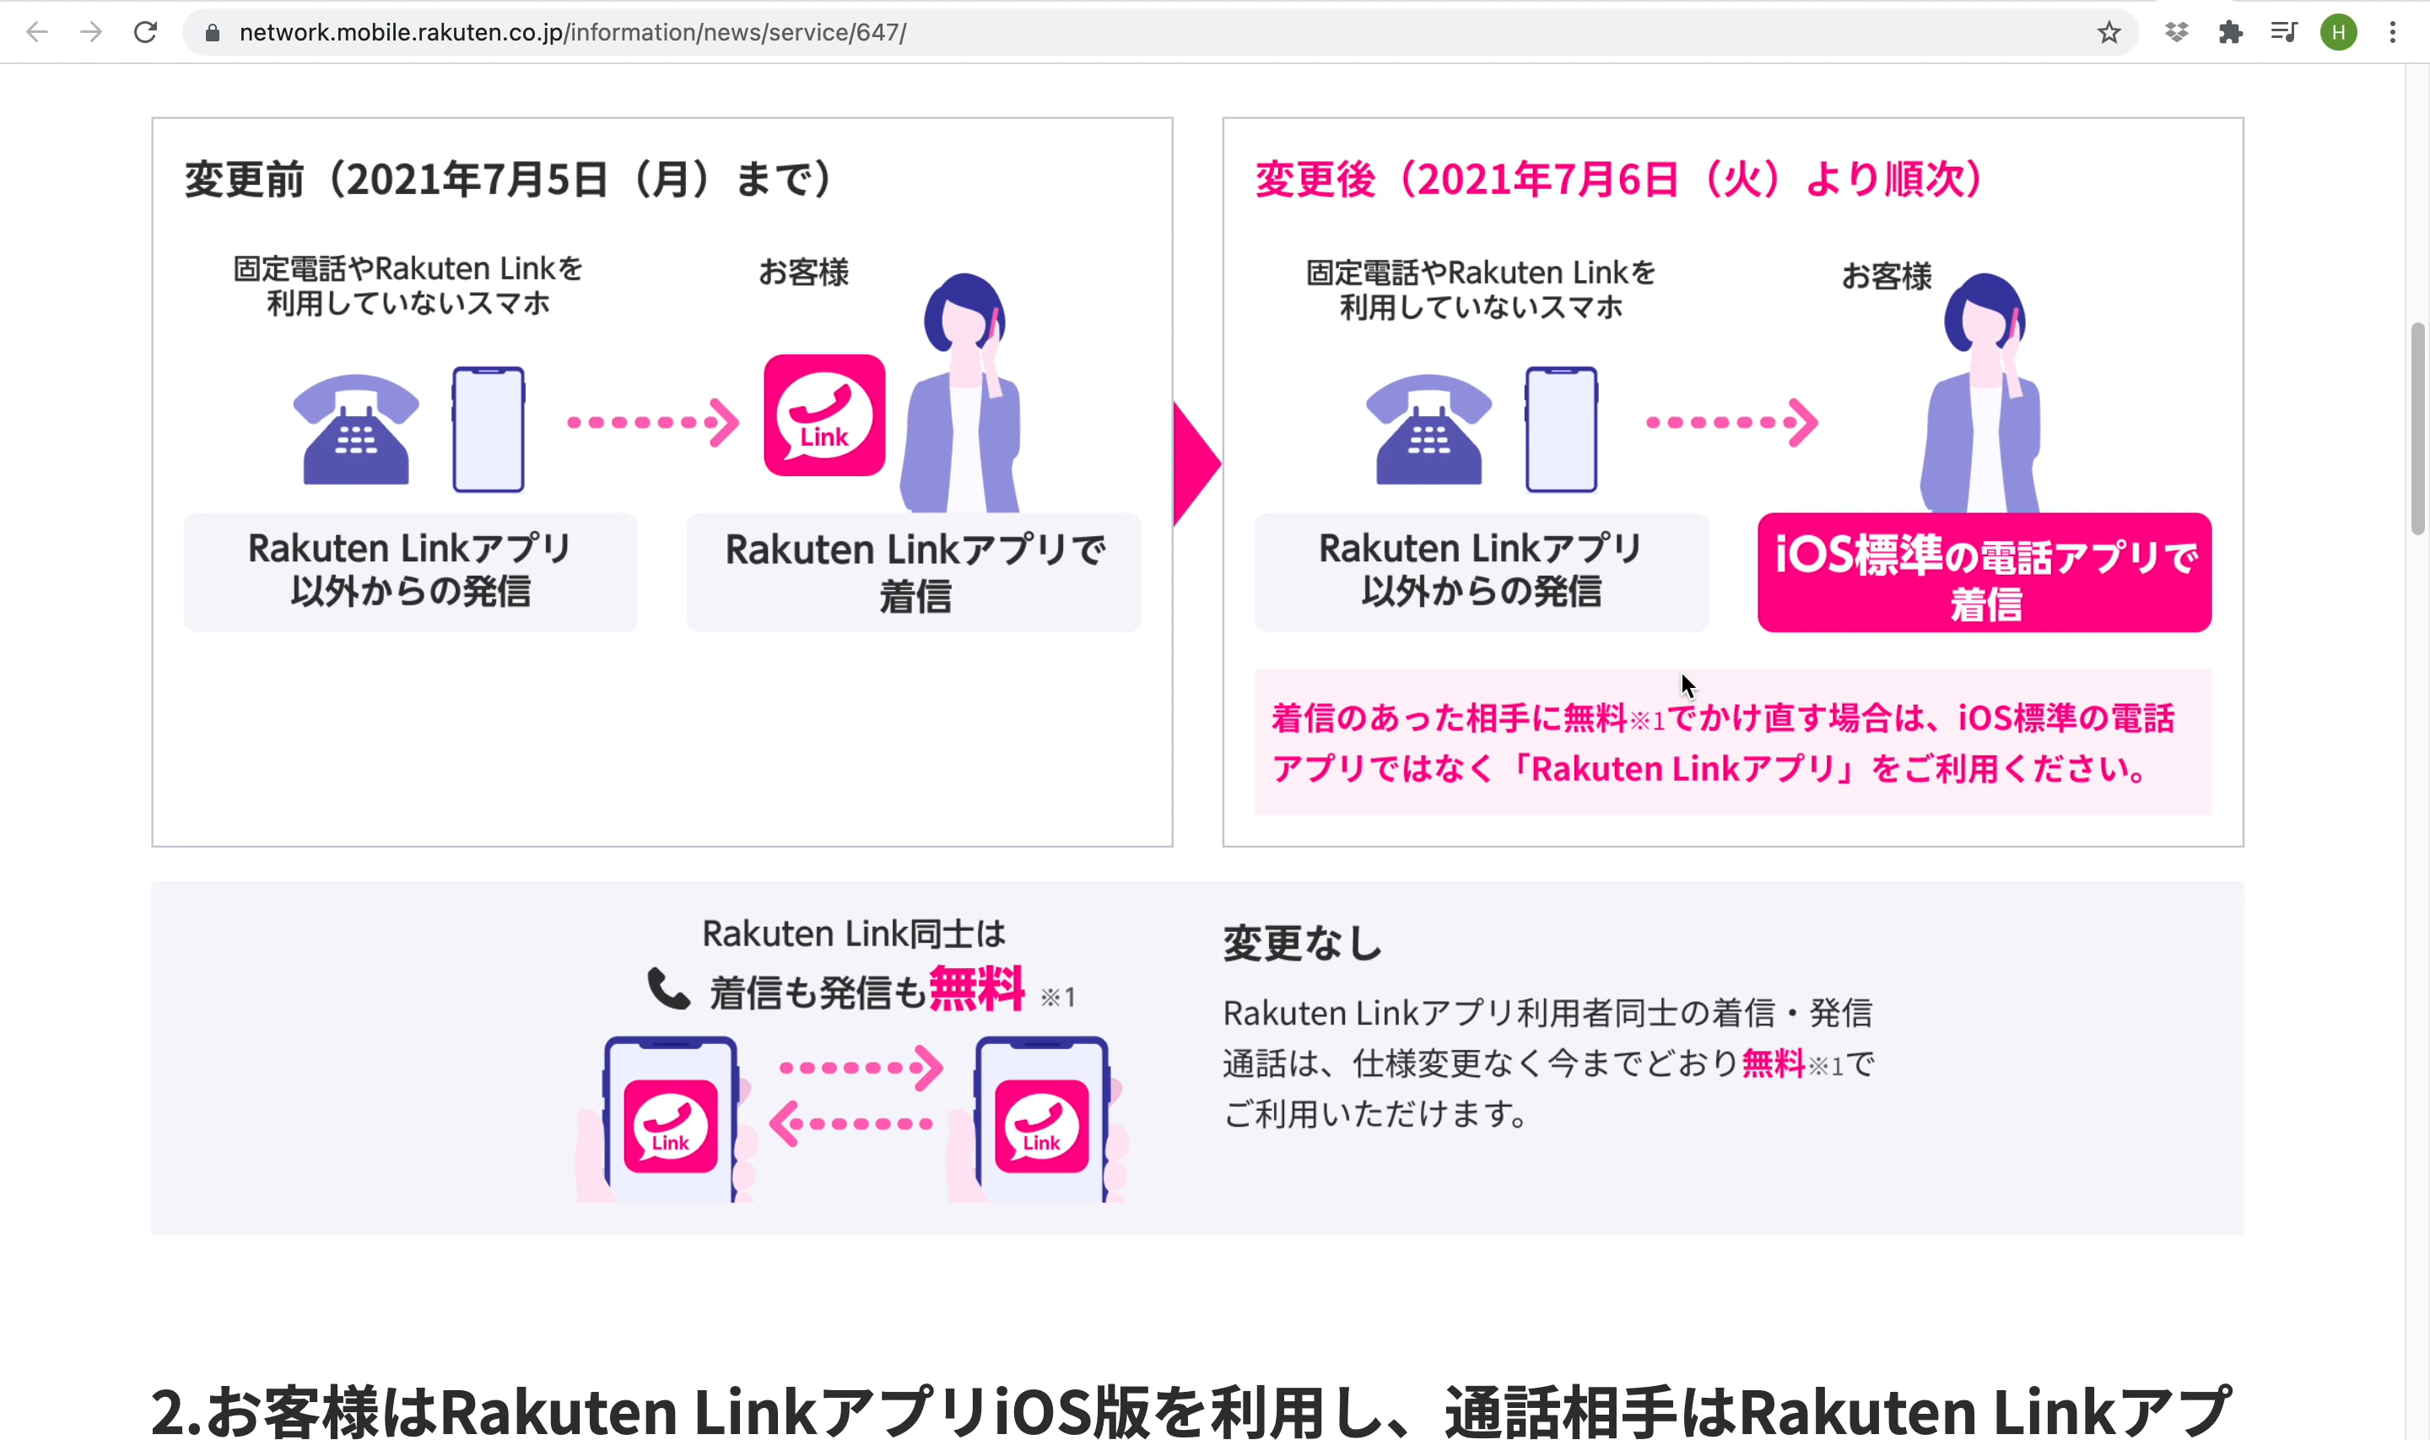 network.mobile.rakuten.co.jp/information/news/service/647/
H
変更前（2021年7月5日（月）まで）
固定電話やRakuten Linkを
利用していないスマホ
お客様
Link
Rakuten Linkアプリ
以外からの発信
Rakuten Linkアプリで
着信
変更後（2021年7月6日（火）より順次）
固定電話やRakuten Linkを
利用していないスマホ
お客様
Rakuten Linkアプリ
以外からの発信
iOS標準の電話アプリで
着信
着信のあった相手に無料※1でかけ直す場合は、iOS標準の電話
アプリではなく「Rakuten Linkアプリ」をご利用ください。
Rakuten Link同士は
着信も発信も無料 ※1
Link
Link
変更なし
Rakuten Linkアプリ利用者同士の着信・発信
通話は、仕様変更なく今までどおり無料※1で
ご利用いただけます。
2.お客様はRakuten LinkアプリiOS版を利用し、通話相手はRakuten Linkアプ